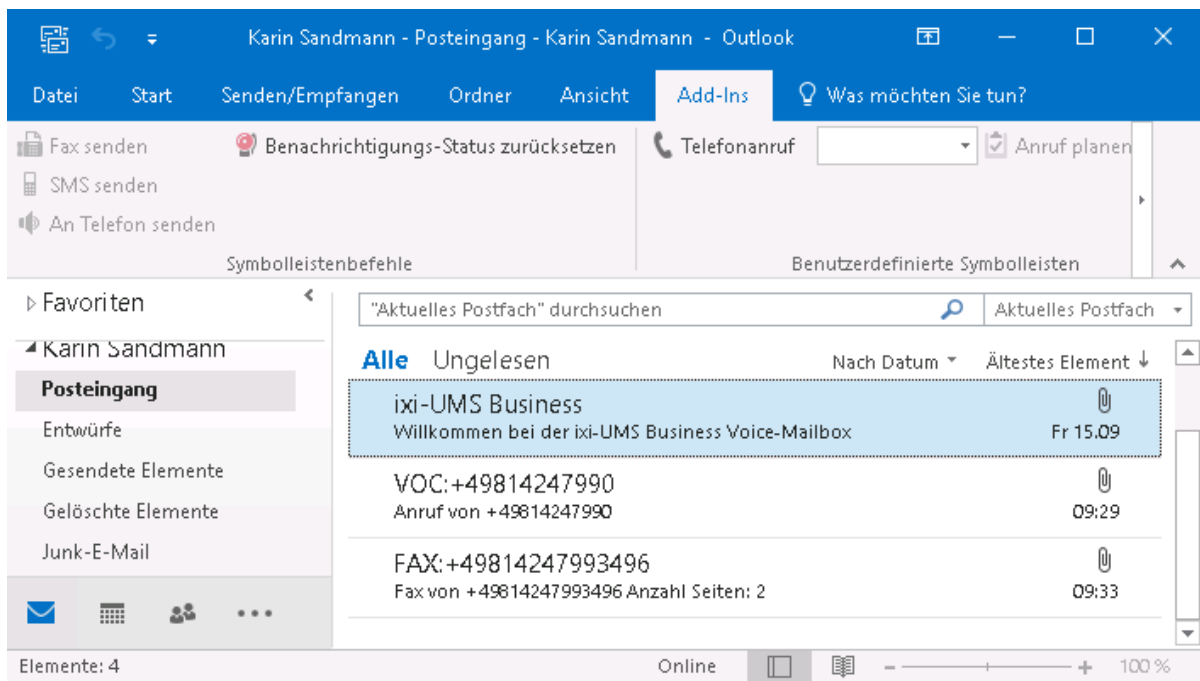 Karin Sandmann - Posteingang - Karin Sandmann - Outlook
Datei Start Senden/Empfangen Ordner Ansicht Add-Ins Was möchten Sie tun?
Fax senden Benachrichtigungs-Status zurücksetzen Telefonanruf Anruf planen
SMS senden
An Telefon senden
Symbolleistenbefehle Benutzerdefinierte Symbolleisten
Favoriten "Aktuelles Postfach" durchsuchen Aktuelles Postfach
Karin Sandmann Alle Ungelesen Nach Datum Ältestes Element ↓
Posteingang
Entwürfe
Gesendete Elemente
Gelöschte Elemente
Junk-E-Mail
ixi-UMS Business
Willkommen bei der ixi-UMS Business Voice-Mailbox Fr 15.09
VOC:+49814247990
Anruf von +49814247990 09:29
FAX:+49814247993496
Fax von +49814247993496 Anzahl Seiten: 2 09:33
Elemente: 4 Online 100 %